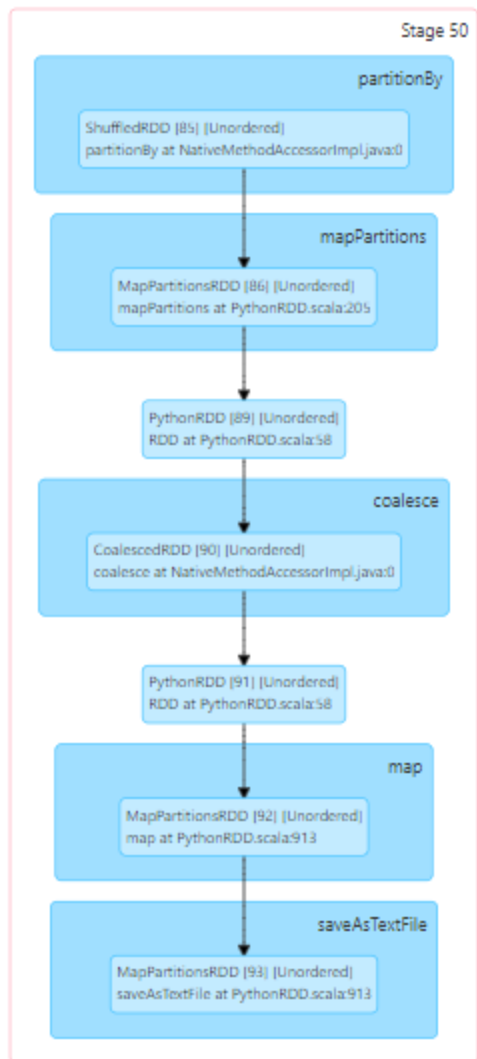 Stage 50
partitionBy
ShuffledRDD [85] [Unordered]
partitionBy at NativeMethodAccessorImpl.java:0
mapPartitions
MapPartitionsRDD [86] [Unordered]
mapPartitions at PythonRDD.scala:205
PythonRDD [89] [Unordered]
RDD at PythonRDD.scala:58
coalesce
CoalescedRDD [90] [Unordered]
coalesce at NativeMethodAccessorImpl.java:0
PythonRDD [91] [Unordered]
RDD at PythonRDD.scala:58
map
MapPartitionsRDD [92] [Unordered]
map at PythonRDD.scala:913
saveAsTextFile
MapPartitionsRDD [93] [Unordered]
saveAsTextFile at PythonRDD.scala:913